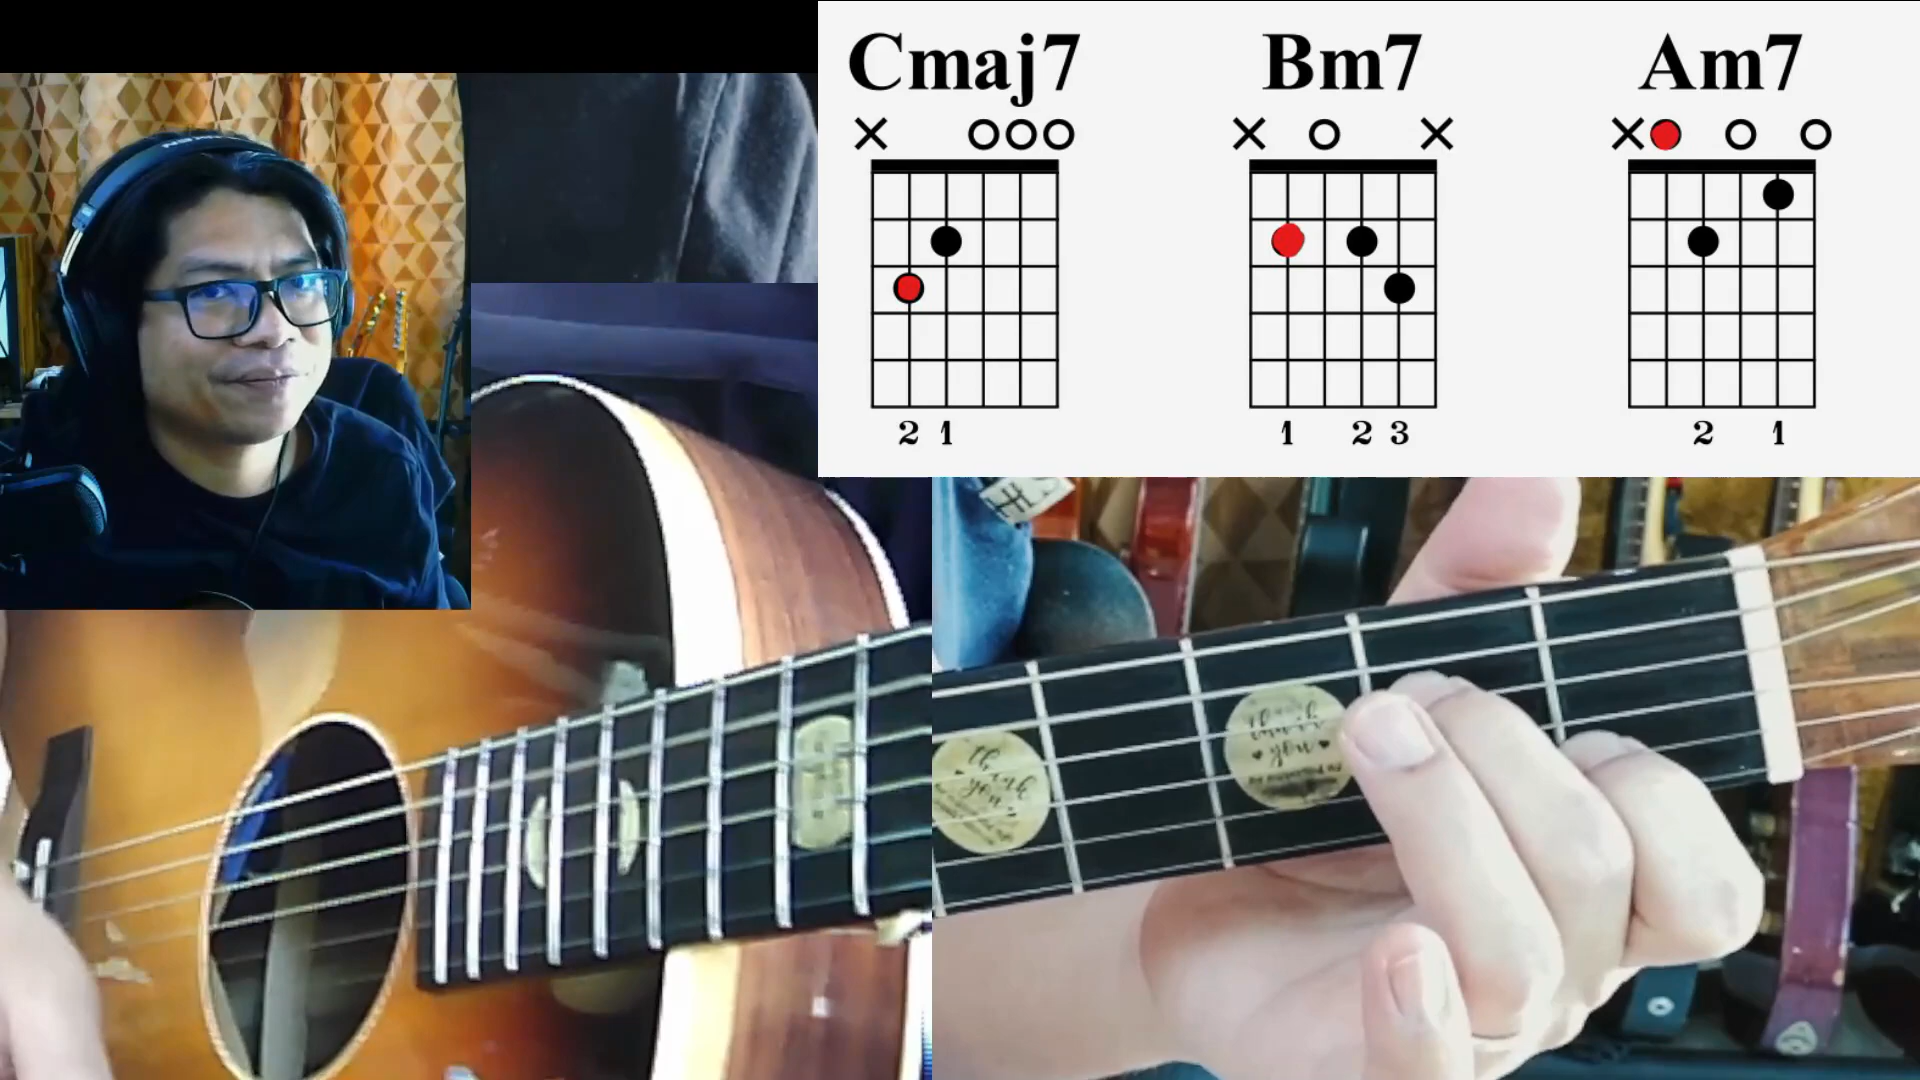 Cmaj7 Bm7 Am7
X O O O X O X X O O
2 1 1 2 3 2 1
thank
you
thank
you